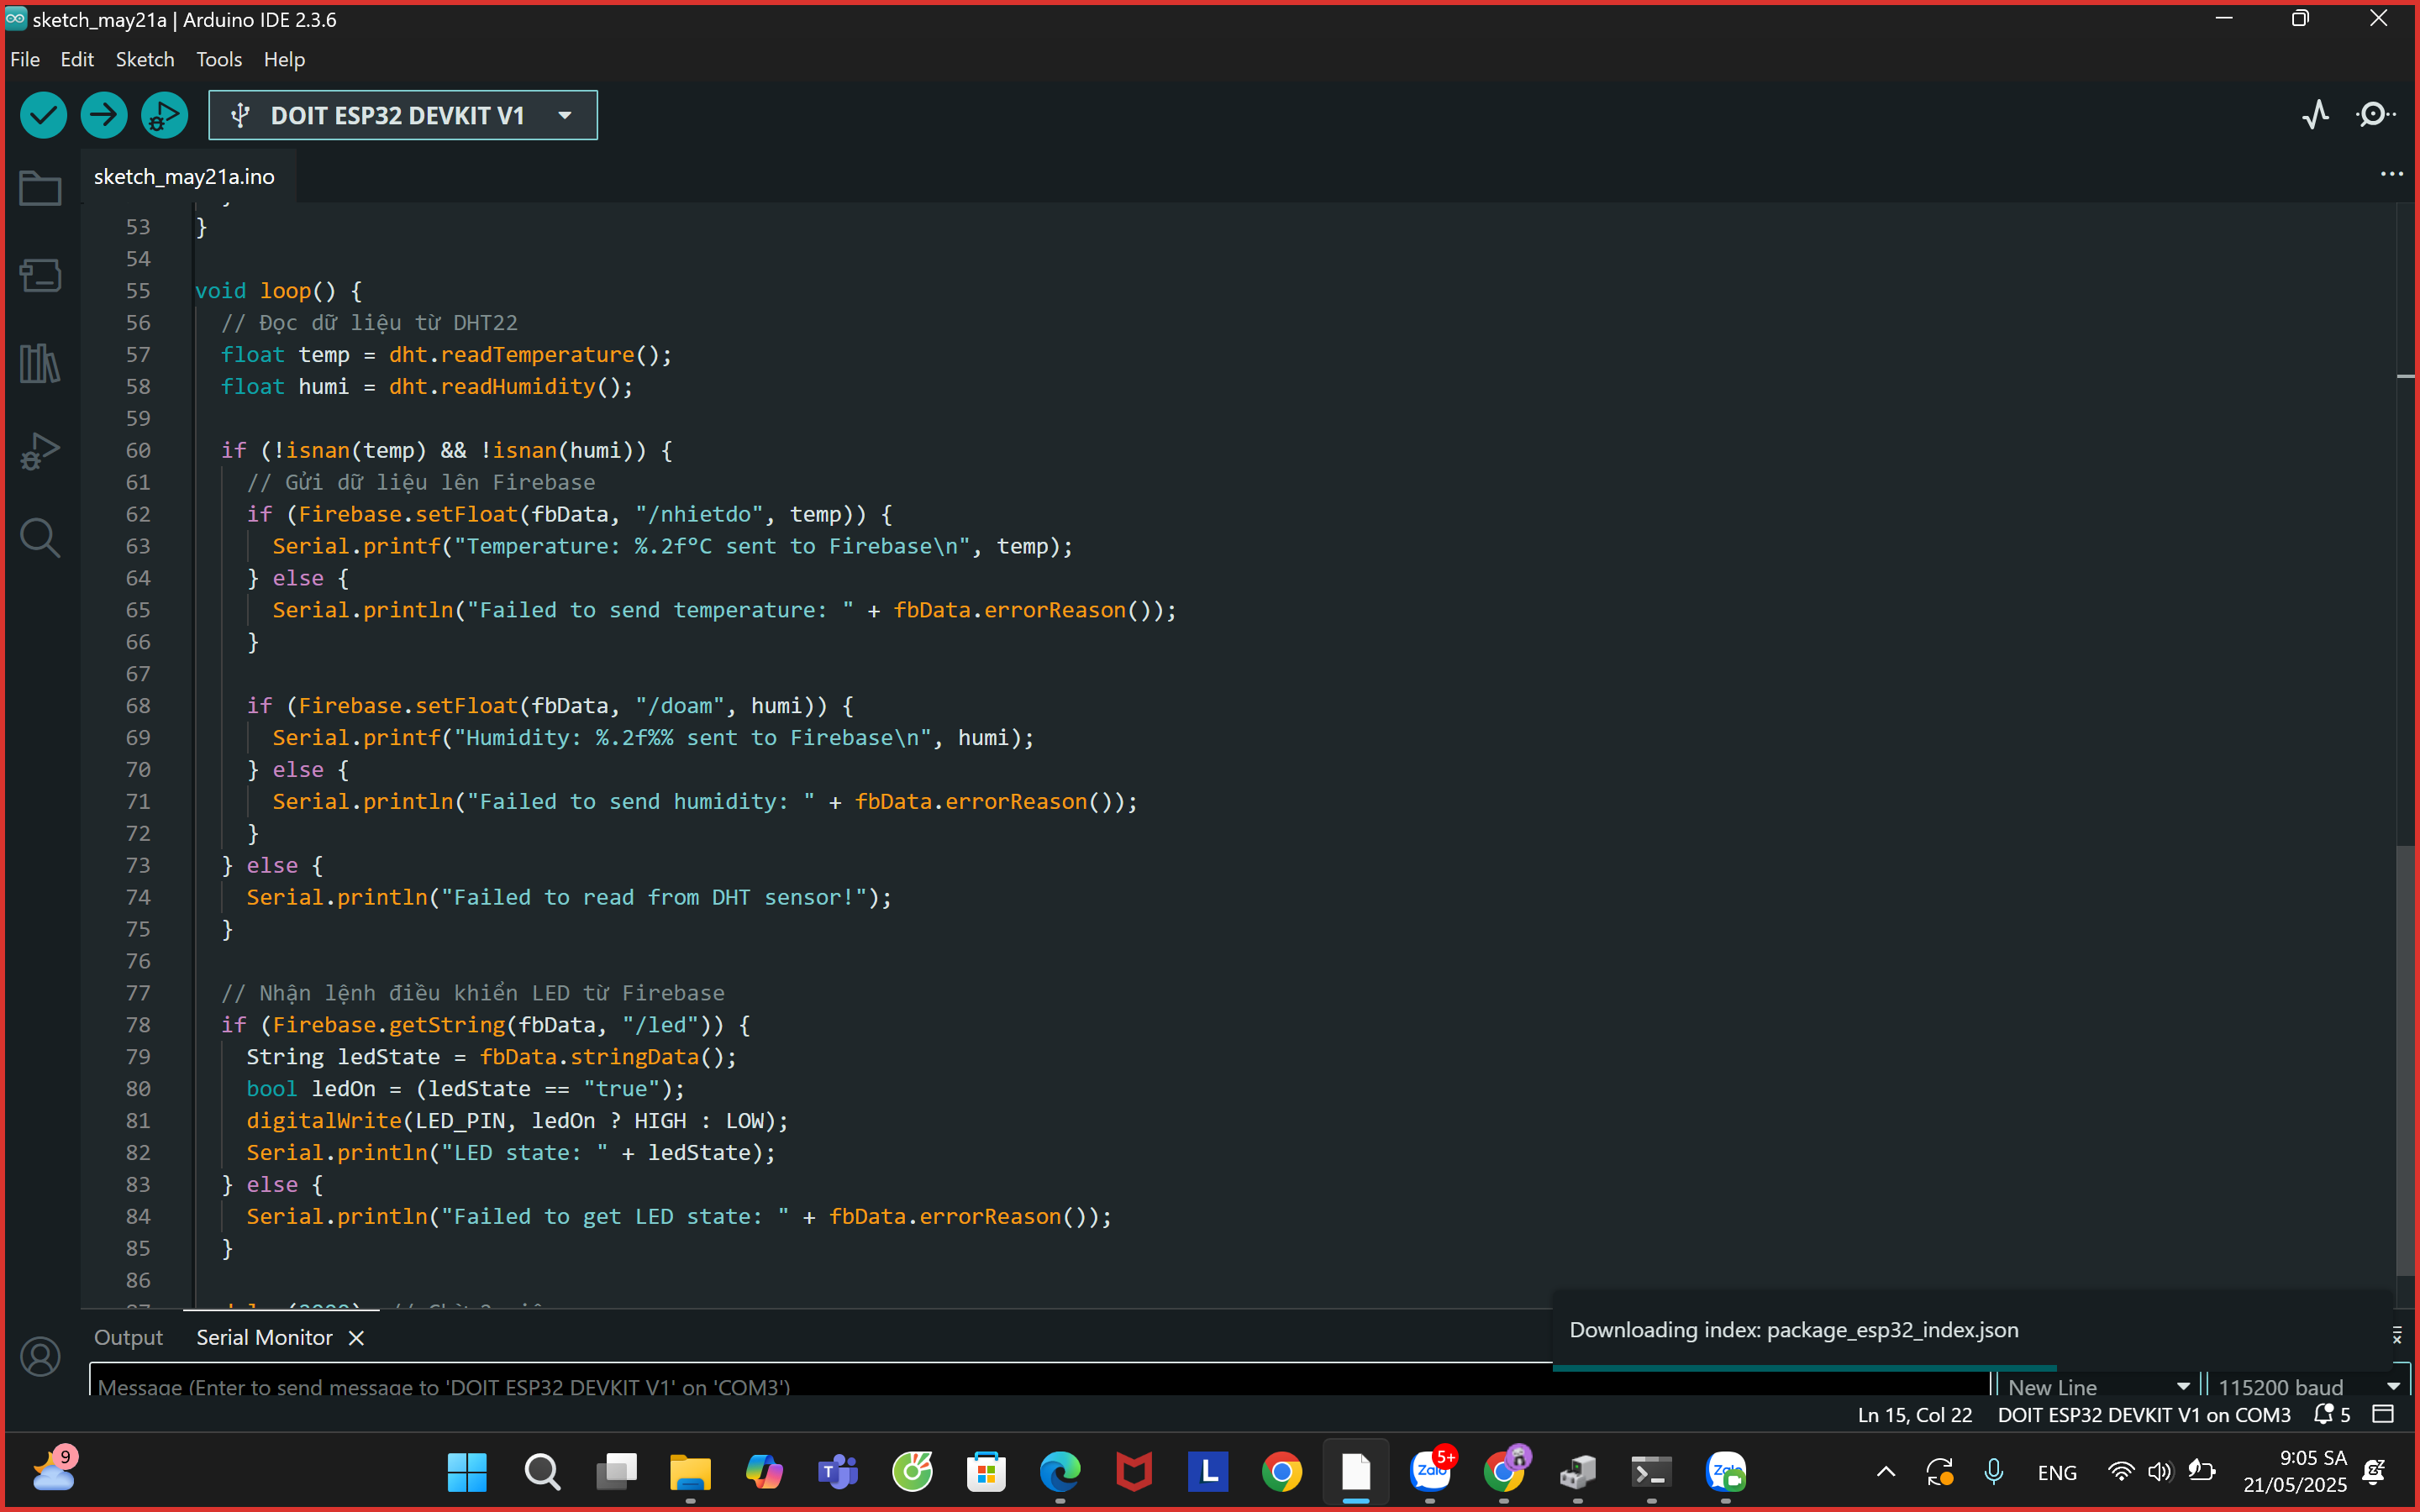 sketch_may21a | Arduino IDE 2.3.6
File Edit Sketch Tools Help
DOIT ESP32 DEVKIT V1
sketch_may21a.ino
53 }
54
55 void loop() {
56 // Đọc dữ liệu từ DHT22
57 float temp = dht.readTemperature();
58 float humi = dht.readHumidity();
59
60 if (!isnan(temp) && !isnan(humi)) {
61 // Gửi dữ liệu lên Firebase
62 if (Firebase.setFloat(fbData, "/nhietdo", temp)) {
63 Serial.printf("Temperature: %.2f°C sent to Firebase\n", temp);
64 } else {
65 Serial.println("Failed to send temperature: " + fbData.errorReason());
66 }
67
68 if (Firebase.setFloat(fbData, "/doam", humi)) {
69 Serial.printf("Humidity: %.2f%% sent to Firebase\n", humi);
70 } else {
71 Serial.println("Failed to send humidity: " + fbData.errorReason());
72 }
73 } else {
74 Serial.println("Failed to read from DHT sensor!");
75 }
76
77 // Nhận lệnh điều khiển LED từ Firebase
78 if (Firebase.getString(fbData, "/led")) {
79 String ledState = fbData.stringData();
80 bool ledOn = (ledState == "true");
81 digitalWrite(LED_PIN, ledOn ? HIGH : LOW);
82 Serial.println("LED state: " + ledState);
83 } else {
84 Serial.println("Failed to get LED state: " + fbData.errorReason());
85 }
86
Output Serial Monitor
Downloading index: package_esp32_index.json
Message (Enter to send message to 'DOIT ESP32 DEVKIT V1' on 'COM3')
New Line 115200 baud
Ln 15, Col 22 DOIT ESP32 DEVKIT V1 on COM3 5
9
T
L
Zalo 5+
ENG
9:05 SA
21/05/2025